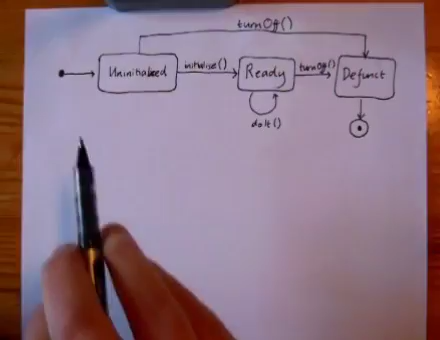 turnOff()
Uninitialised
initialise()
Ready
turnOff()
Defunct
doIt()